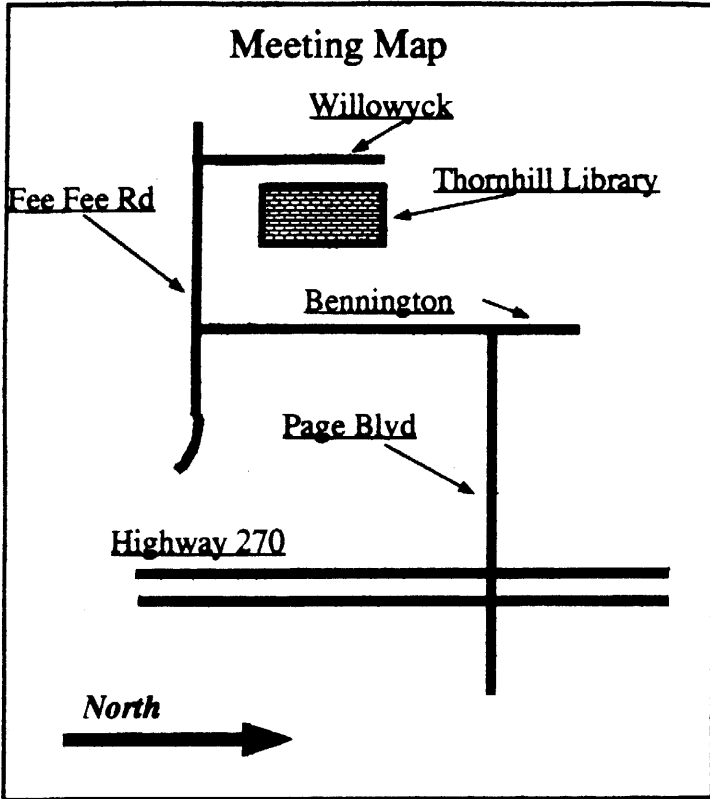 Meeting Map
Willowyck
Thornhill Library
Fee Fee Rd
Bennington
Page Blvd
Highway 270
North